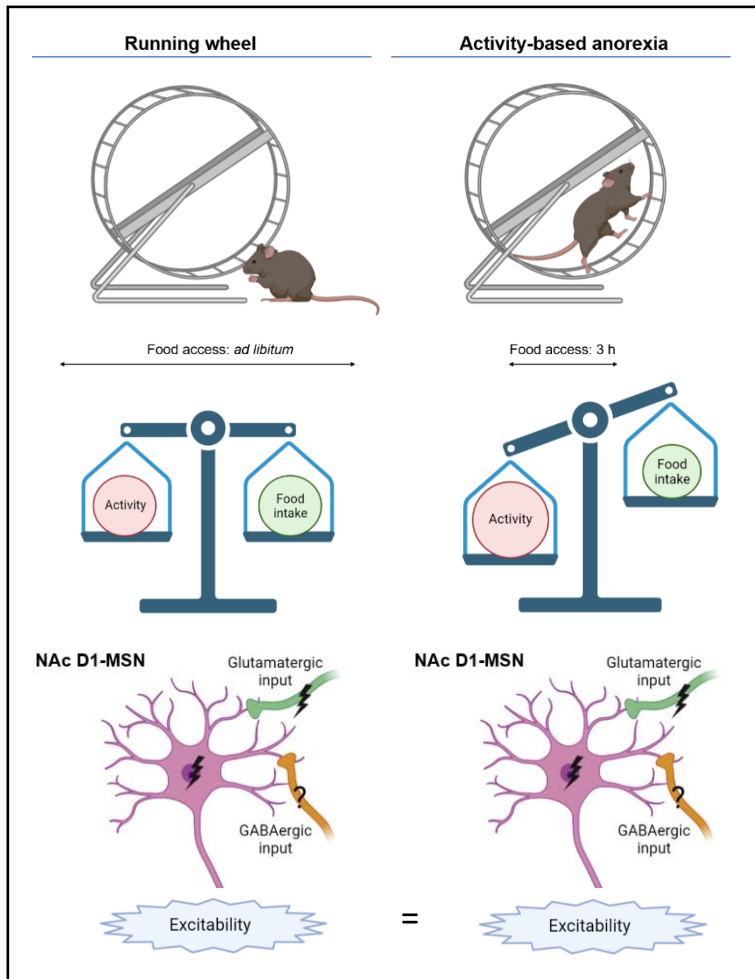 Running wheel
Activity-based anorexia
Food access: ad libitum
Food access: 3 h
Activity
Food
intake
Activity
Food
intake
NAc D1-MSN
Glutamatergic
input
?
GABAergic
input
NAc D1-MSN
Glutamatergic
input
?
GABAergic
input
Excitability
=
Excitability